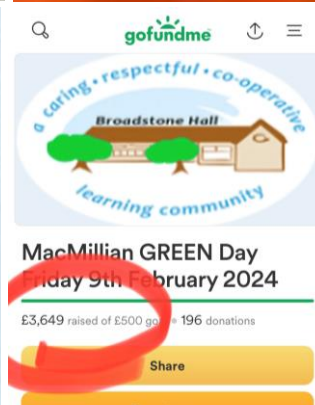 gofundme
a caring • respectful • co-operative
Broadstone Hall
learning community
MacMillian GREEN Day
Friday 9th February 2024
£3,649 raised of £500 go • 196 donations
Share